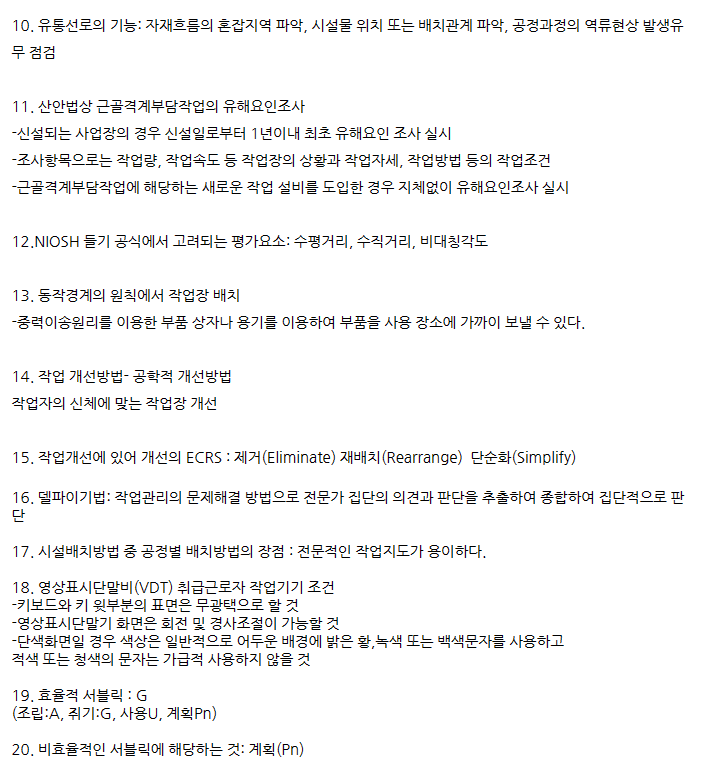 10. 유통선로의 기능: 자재흐름의 혼잡지역 파악, 시설물 위치 또는 배치관계 파악, 공정과정의 역류현상 발생유
무 점검
11. 산안법상 근골격계부담작업의 유해요인조사
-신설되는 사업장의 경우 신설일로부터 1년이내 최초 유해요인 조사 실시
-조사항목으로는 작업량, 작업속도 등 작업장의 상황과 작업자세, 작업방법 등의 작업조건
-근골격계부담작업에 해당하는 새로운 작업 설비를 도입한 경우 지체없이 유해요인조사 실시
12.NIOSH 들기 공식에서 고려되는 평가요소: 수평거리, 수직거리, 비대칭각도
13. 동작경계의 원칙에서 작업장 배치
-중력이송원리를 이용한 부품 상자나 용기를 이용하여 부품을 사용 장소에 가까이 보낼 수 있다.
14. 작업 개선방법- 공학적 개선방법
작업자의 신체에 맞는 작업장 개선
15. 작업개선에 있어 개선의 ECRS : 제거(Eliminate) 재배치(Rearrange)  단순화(Simplify)
16. 델파이기법: 작업관리의 문제해결 방법으로 전문가 집단의 의견과 판단을 추출하여 종합하여 집단적으로 판
단
17. 시설배치방법 중 공정별 배치방법의 장점 : 전문적인 작업지도가 용이하다.
18. 영상표시단말비(VDT) 취급근로자 작업기기 조건
-키보드와 키 윗부분의 표면은 무광택으로 할 것
-영상표시단말기 화면은 회전 및 경사조절이 가능할 것
-단색화면일 경우 색상은 일반적으로 어두운 배경에 밝은 황,녹색 또는 백색문자를 사용하고
적색 또는 청색의 문자는 가급적 사용하지 않을 것
19. 효율적 서블릭 : G
(조립:A, 쥐기:G, 사용U, 계획Pn)
20. 비효율적인 서블릭에 해당하는 것: 계획(Pn)